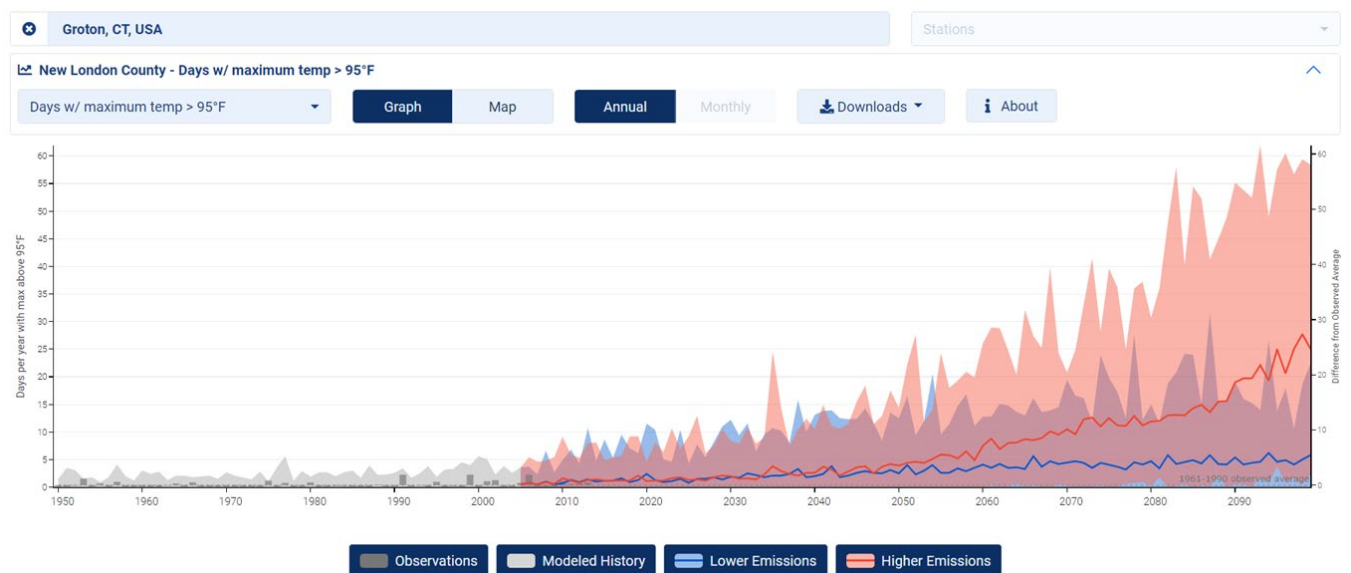 Groton, CT, USA
Stations
New London County - Days w/ maximum temp > 95°F
Days w/ maximum temp > 95°F
Graph
Map
Annual
Monthly
Downloads
i About
Days per year with max above 95°F
60
55
50
45
40
35
30
25
20
15
10
5
0
1950
1960
1970
1980
1990
2000
2010
2020
2030
2040
2050
2060
2070
2080
2090
1961-1990 observed average
60
50
40
30
20
10
0
Difference from Observed Average
Observations
Modeled History
Lower Emissions
Higher Emissions